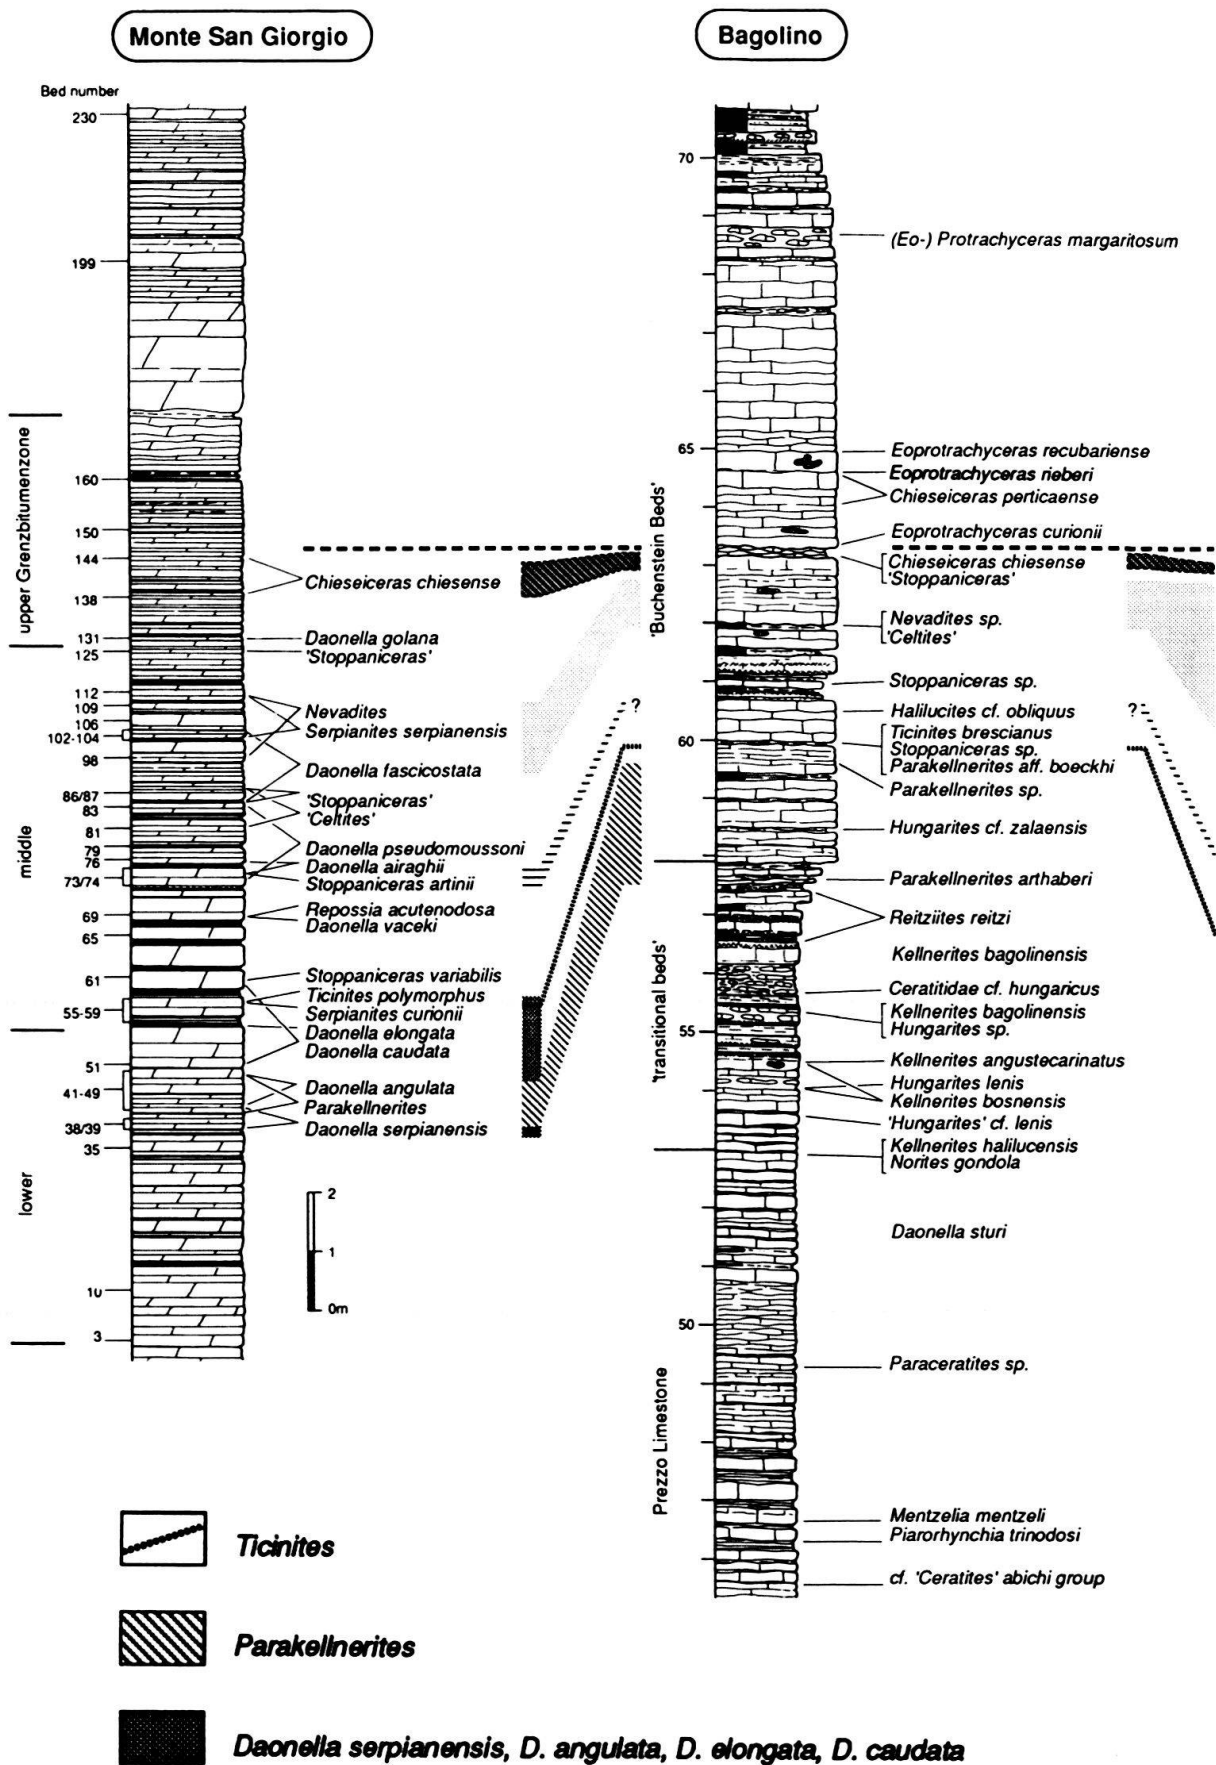 Monte San Giorgio
Bagolino
Bed number
230
199
160
150
144
138
131
125
112
109
106
102-104
98
86/87
83
81
79
76
73/74
69
65
61
55-59
51
41-49
38/39
35
10
3
upper Grenzbitumenzone
middle
lower
Chieseiceras chiesense
Daonella golana
'Stoppaniceras'
Nevadites
Serpianites serpianensis
Daonella fascicostata
'Stoppaniceras'
'Celtites'
Daonella pseudomoussoni
Daonella airaghii
Stoppaniceras artinii
Repossia acutenodosa
Daonella vaceki
Stoppaniceras variabilis
Ticinites polymorphus
Serpianites curionii
Daonella elongata
Daonella caudata
Daonella angulata
Parakellnerites
Daonella serpianensis
2
1
0m
?
70
65
60
55
50
'Buchenstein Beds'
'transitional beds'
Prezzo Limestone
(Eo-) Protrachyceras margaritosum
Eoprotrachyceras recubariense
Eoprotrachyceras rieberi
Chieseiceras perticaense
Eoprotrachyceras curionii
Chieseiceras chiesense
'Stoppaniceras'
Nevadites sp.
'Celtites'
Stoppaniceras sp.
Halilucites cf. obliquus
Ticinites brescianus
Stoppaniceras sp.
Parakellnerites aff. boeckhi
Parakellnerites sp.
Hungarites cf. zalaensis
Parakellnerites arthaberi
Reitziites reitzi
Kellnerites bagolinensis
Ceratitidae cf. hungaricus
Kellnerites bagolinensis
Hungarites sp.
Kellnerites angustecarinatus
Hungarites lenis
Kellnerites bosnensis
'Hungarites' cf. lenis
Kellnerites halilucensis
Norites gondola
Daonella sturi
Paraceratites sp.
Mentzelia mentzeli
Piarorhynchia trinodosi
cf. 'Ceratites' abichi group
?
Ticinites
Parakellnerites
Daonella serpianensis, D. angulata, D. elongata, D. caudata